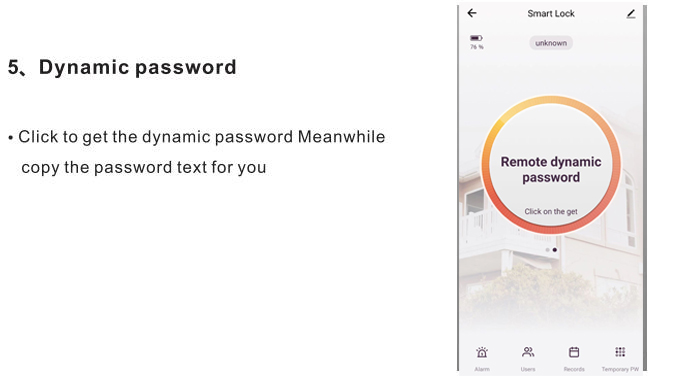 5、Dynamic password
• Click to get the dynamic password Meanwhile
copy the password text for you
Smart Lock
76 %
unknown
Remote dynamic
password
Click on the get
Alarm
Users
Records
Temporary PW